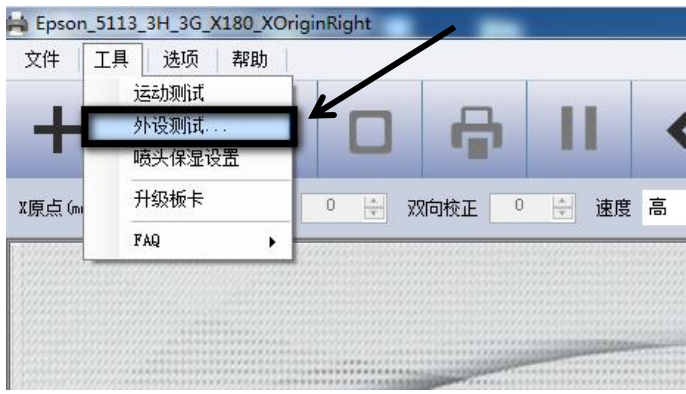 Epson_5113_3H_3G_X180_XOriginRight
文件 工具 选项 帮助
运动测试
外设测试...
喷头保湿设置
X原点 升级板卡 0 双向校正 0 速度 高
FAQ